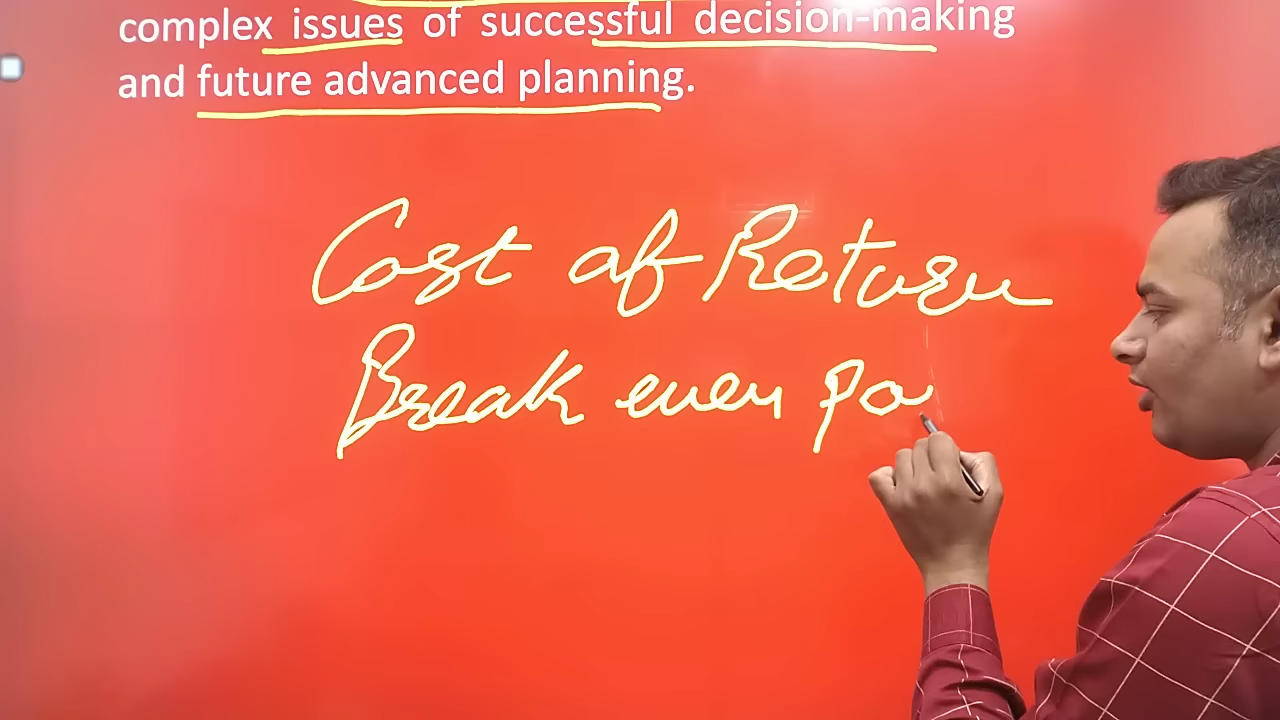 complex issues of successful decision-making
and future advanced planning.
Cost of Return
Break even po